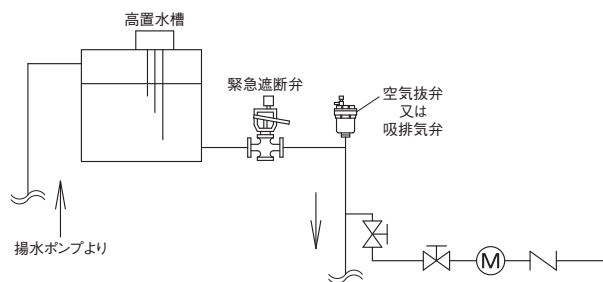 高置水槽
緊急遮断弁
空気抜弁
又は
吸排気弁
揚水ポンプより
M